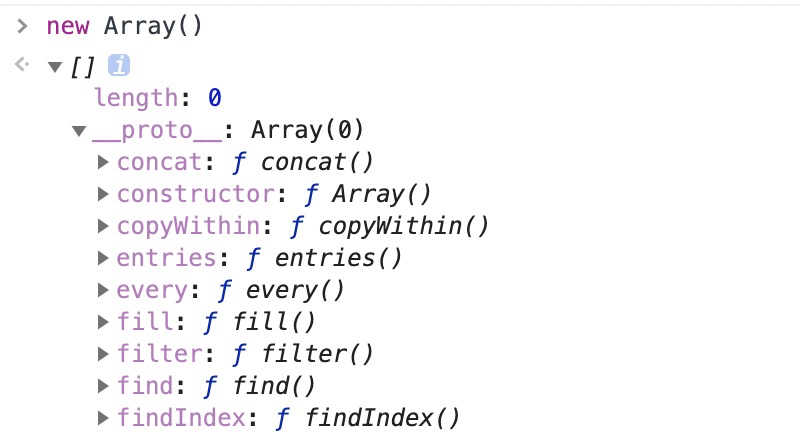 > new Array()
<· ▼[] i
length: 0
▼__proto__: Array(0)
▶concat: ƒ concat()
▶constructor: ƒ Array()
▶copyWithin: ƒ copyWithin()
▶entries: ƒ entries()
▶every: ƒ every()
▶fill: ƒ fill()
▶filter: ƒ filter()
▶find: ƒ find()
▶findIndex: ƒ findIndex()